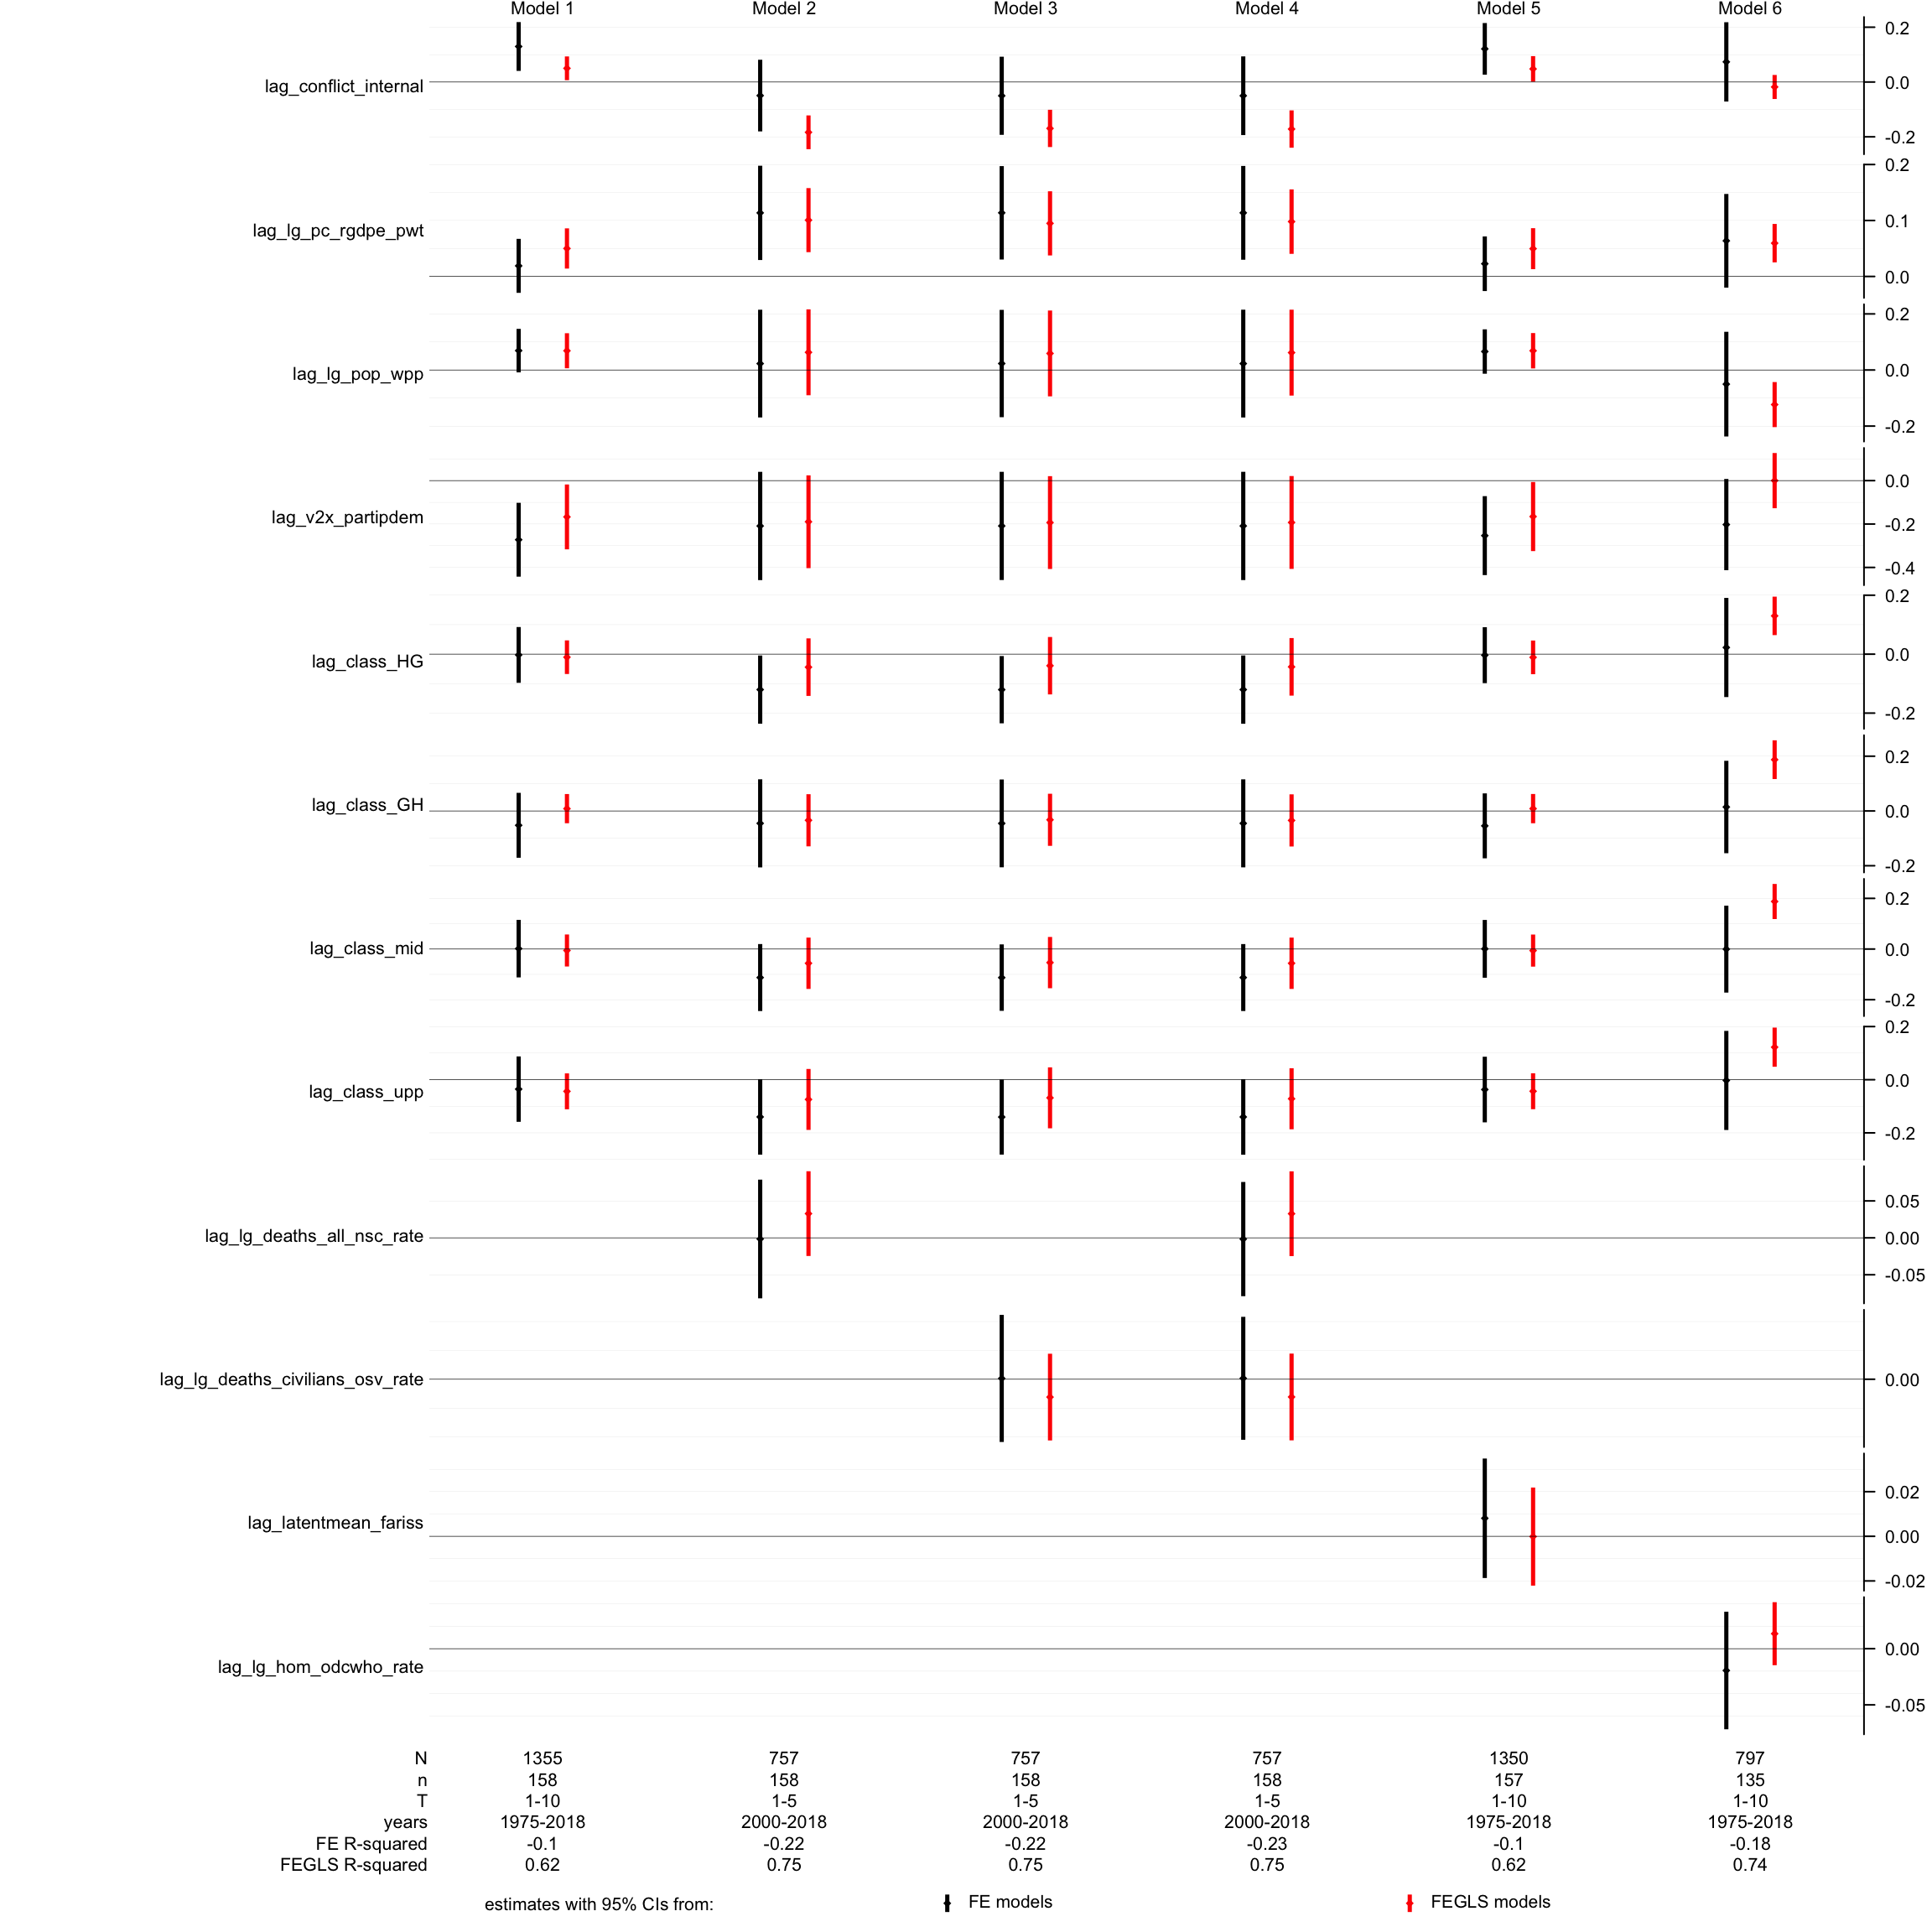 Model 1 Model 2 Model 3 Model 4 Model 5 Model 6
0.2
lag_conflict_internal 0.0
-0.2
0.2
0.1
lag_lg_pc_rgdpe_pwt
0.0
0.2
lag_lg_pop_wpp 0.0
-0.2
0.0
lag_v2x_partipdem -0.2
-0.4
0.2
lag_class_HG 0.0
-0.2
0.2
lag_class_GH 0.0
-0.2
0.2
lag_class_mid 0.0
-0.2
0.2
lag_class_upp 0.0
-0.2
0.05
lag_lg_deaths_all_nsc_rate 0.00
-0.05
lag_lg_deaths_civilians_osv_rate 0.00
0.02
lag_latentmean_fariss 0.00
-0.02
0.00
lag_lg_hom_odcwho_rate
-0.05
N 1355 757 757 757 1350 797
n 158 158 158 158 157 135
T 1-10 1-5 1-5 1-5 1-10 1-10
years 1975-2018 2000-2018 2000-2018 2000-2018 1975-2018 1975-2018
FE R-squared -0.1 -0.22 -0.22 -0.23 -0.1 -0.18
FEGLS R-squared 0.62 0.75 0.75 0.75 0.62 0.74
estimates with 95% CIs from: FE models FEGLS models